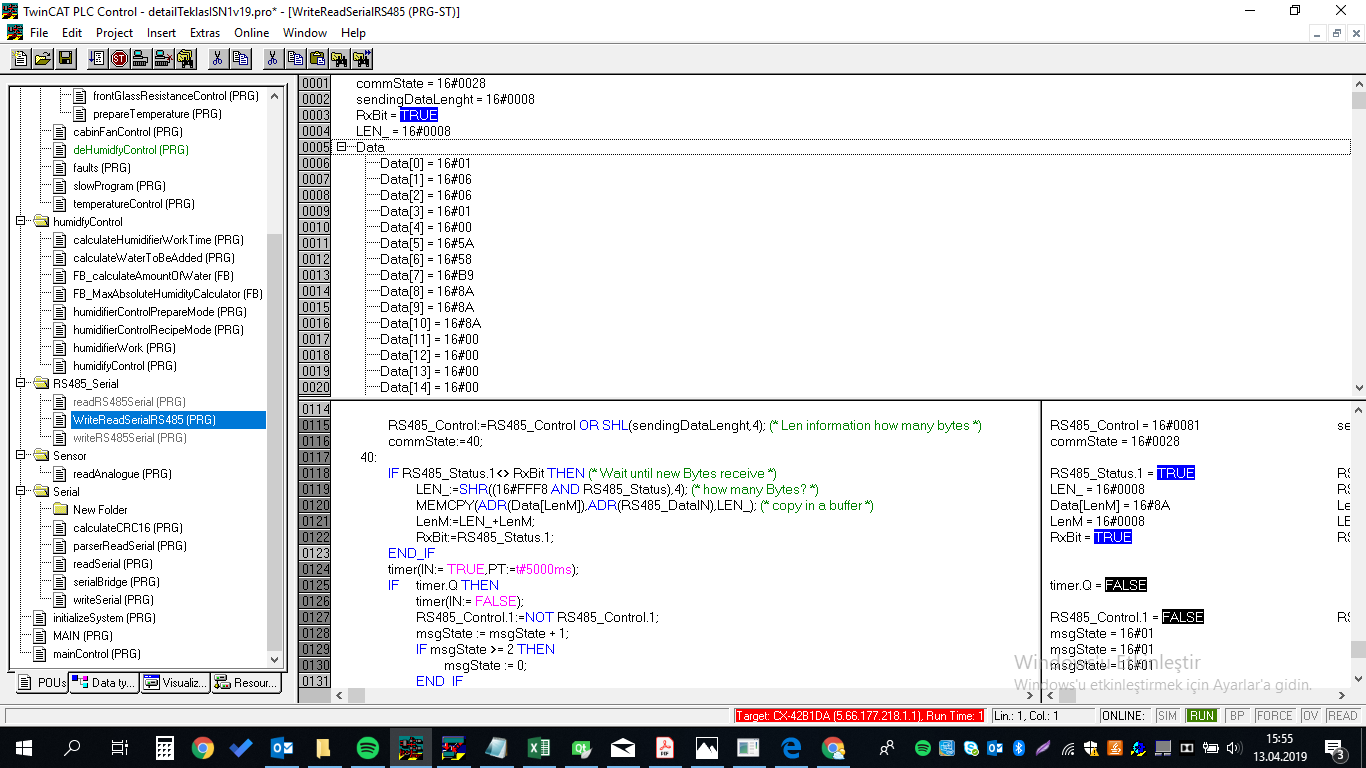 TwinCAT PLC Control - detailTeklasISN1v19.pro* - [WriteReadSerialRS485 (PRG-ST)]
File Edit Project Insert Extras Online Window Help
frontGlassResistanceControl (PRG)
prepareTemperature (PRG)
cabinFanControl (PRG)
deHumidfyControl (PRG)
faults (PRG)
slowProgram (PRG)
temperatureControl (PRG)
humidfyControl
calculateHumidifierWorkTime (PRG)
calculateWaterToBeAdded (PRG)
FB_calculateAmountOfWater (FB)
FB_MaxAbsoluteHumidityCalculator (FB)
humidifierControlPrepareMode (PRG)
humidifierControlRecipeMode (PRG)
humidifierWork (PRG)
humidifyControl (PRG)
RS485_Serial
readRS485Serial (PRG)
WriteReadSerialRS485 (PRG)
writeRS485Serial (PRG)
Sensor
readAnalogue (PRG)
Serial
New Folder
calculateCRC16 (PRG)
parserReadSerial (PRG)
readSerial (PRG)
serialBridge (PRG)
writeSerial (PRG)
initializeSystem (PRG)
MAIN (PRG)
mainControl (PRG)
POUs Data ty... Visualiz... Resour...
0001 commState = 16#0028
0002 sendingDataLenght = 16#0008
0003 RxBit = TRUE
0004 LEN_ = 16#0008
0005 Data
0006 Data[0] = 16#01
0007 Data[1] = 16#06
0008 Data[2] = 16#06
0009 Data[3] = 16#01
0010 Data[4] = 16#00
0011 Data[5] = 16#5A
0012 Data[6] = 16#58
0013 Data[7] = 16#B9
0014 Data[8] = 16#8A
0015 Data[9] = 16#8A
0016 Data[10] = 16#8A
0017 Data[11] = 16#00
0018 Data[12] = 16#00
0019 Data[13] = 16#00
0020 Data[14] = 16#00
0114
0115 RS485_Control:=RS485_Control OR SHL(sendingDataLenght,4); (* Len information how many bytes *) RS485_Control = 16#0081 se
0116 commState:=40; commState = 16#0028
0117 40:
0118 IF RS485_Status.1<> RxBit THEN (* Wait until new Bytes receive *) RS485_Status.1 = TRUE
0119 LEN_:=SHR((16#FFF8 AND RS485_Status),4); (* how many Bytes? *) LEN_ = 16#0008
0120 MEMCPY(ADR(Data[LenM]),ADR(RS485_DataIN),LEN_); (* copy in a buffer *) Data[LenM] = 16#8A
0121 LenM:=LEN_+LenM; LenM = 16#0008
0122 RxBit:=RS485_Status.1; RxBit = TRUE
0123 END_IF
0124 timer(IN:= TRUE,PT:=t#5000ms);
0125 IF timer.Q THEN timer.Q = FALSE
0126 timer(IN:= FALSE);
0127 RS485_Control.1:=NOT RS485_Control.1; RS485_Control.1 = FALSE
0128 msgState := msgState + 1; msgState = 16#01
0129 IF msgState >= 2 THEN msgState = 16#01
0130 msgState := 0; msgState = 16#01
0131 END_IF
Windows'u Etkinleştir
Windows'u etkinleştirmek için Ayarlar'a gidin.
Target: CX-42B1DA (5.66.177.218.1.1), Run Time: 1 Lin.: 1, Col.: 1 ONLINE: SIM RUN BP FORCE OV READ
15:55
13.04.2019
3